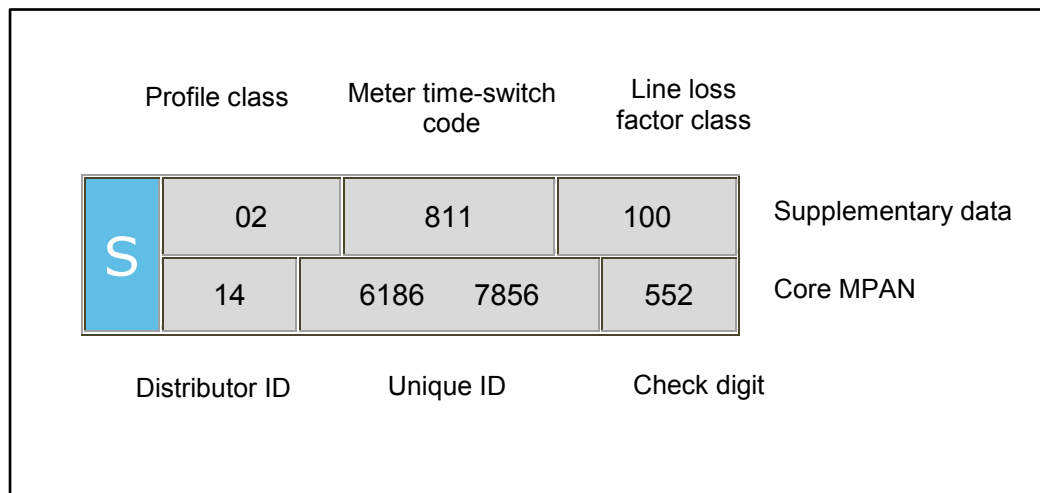 Profile class
Meter time-switch
code
Line loss
factor class
S
02 811 100 Supplementary data
14 6186 7856 552 Core MPAN
Distributor ID Unique ID Check digit